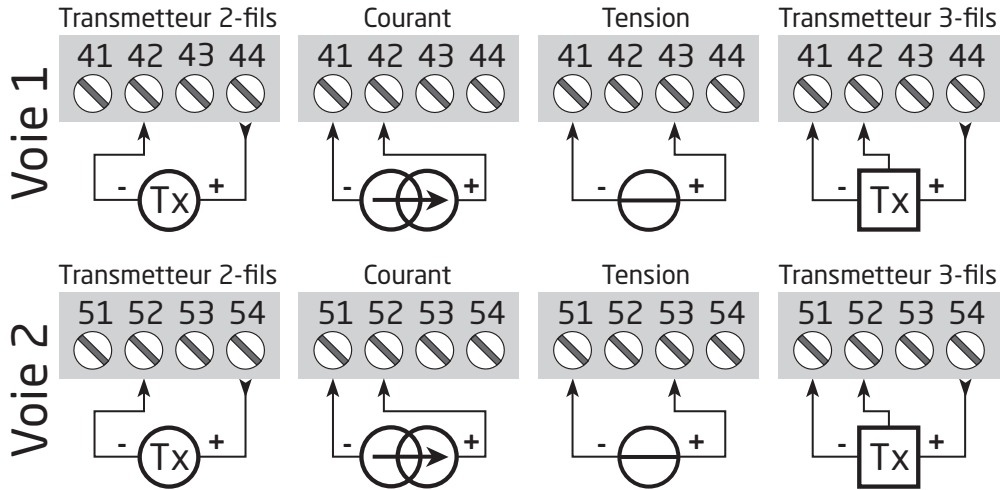 Voie 1
Transmetteur 2-fils Courant Tension Transmetteur 3-fils
41 42 43 44 41 42 43 44 41 42 43 44 41 42 43 44
- Tx + - + - + - Tx +
Voie 2
Transmetteur 2-fils Courant Tension Transmetteur 3-fils
51 52 53 54 51 52 53 54 51 52 53 54 51 52 53 54
- Tx + - + - + - Tx +